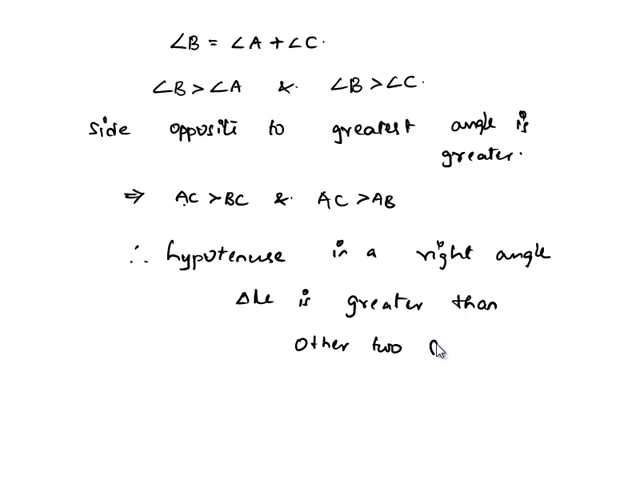 ∠B = ∠A + ∠C.
∠B > ∠A & ∠B > ∠C.
Side opposite to greatest angle is
greater.
⇒ AC > BC & AC > AB
∴ hypotenuse in a right angle
Δle is greater than
other two